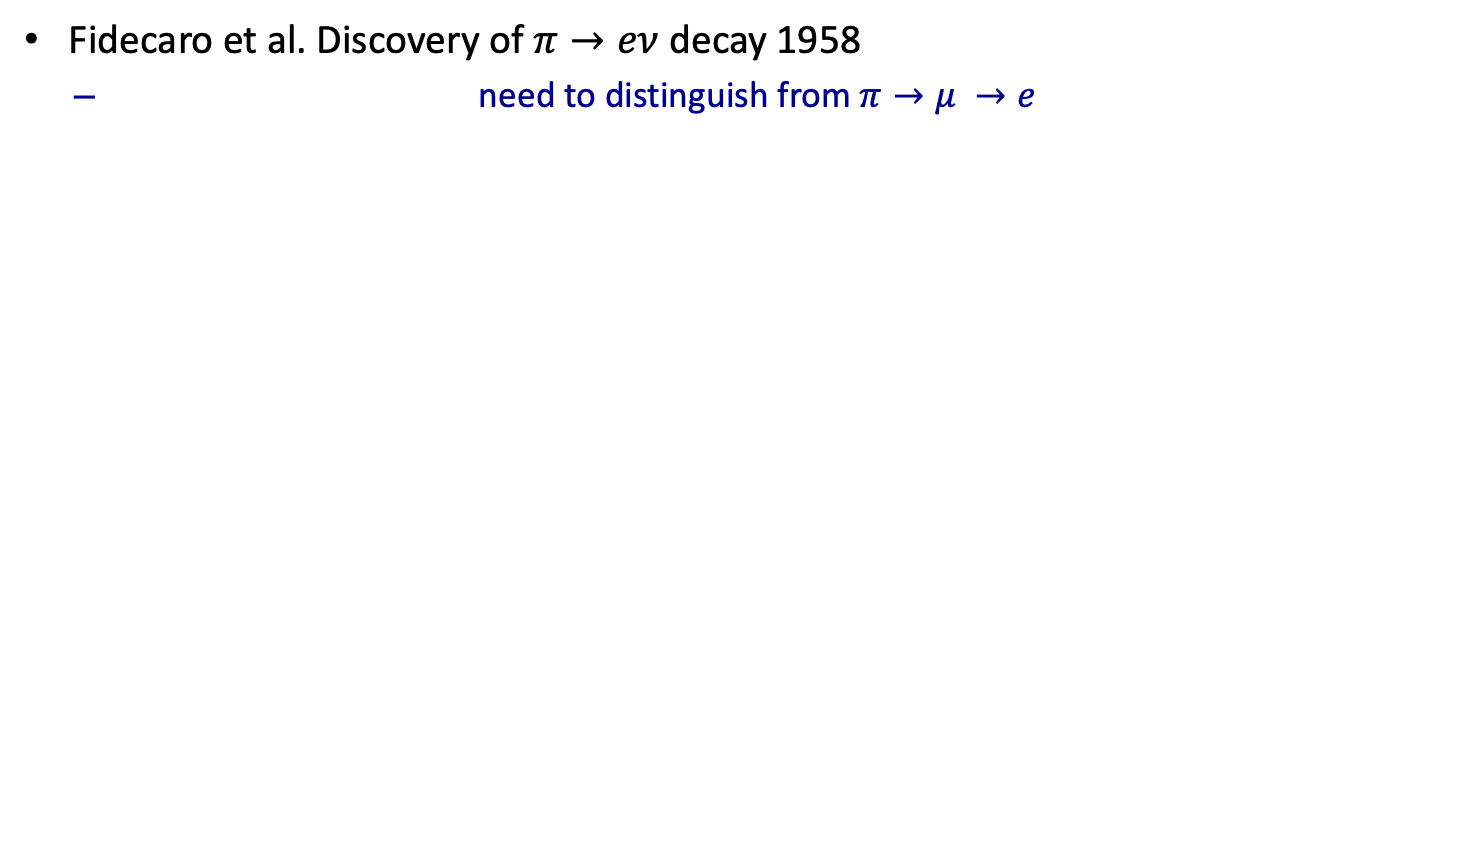 • Fidecaro et al. Discovery of π → eν decay 1958
– need to distinguish from π → μ → e